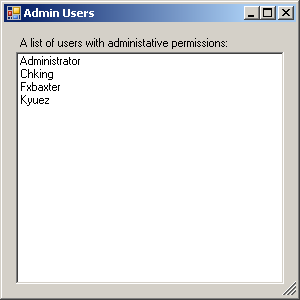 Admin Users
A list of users with administative permissions:
Administrator
Chking
Fxbaxter
Kyuez